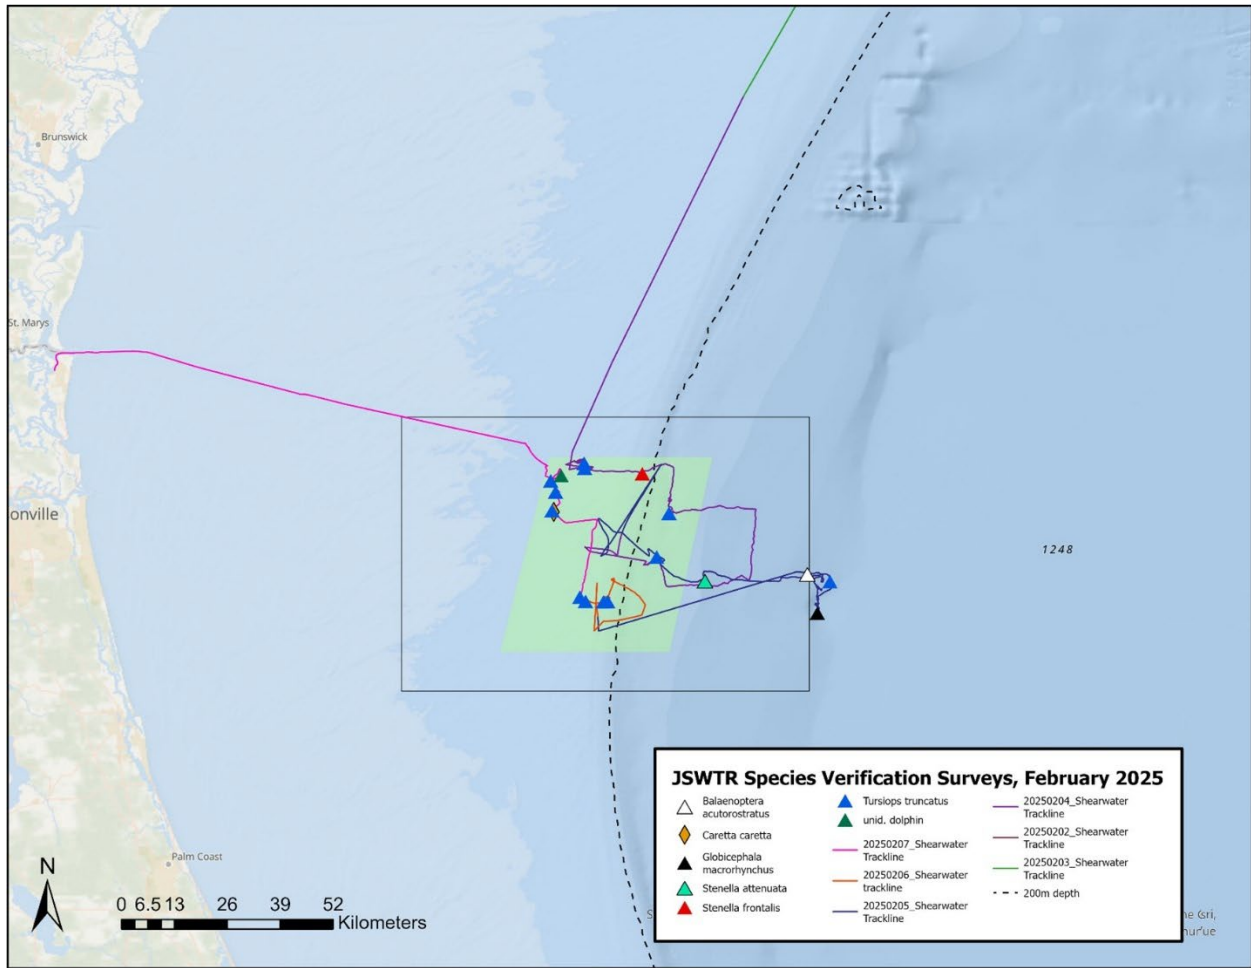 Brunswick
St. Marys
onville
1248
Palm Coast
N
0 6.5 13 26 39 52
Kilometers
JSWTR Species Verification Surveys, February 2025
Balaenoptera
acutorostratus
Caretta caretta
Globicephala
macrorhynchus
Stenella attenuata
Stenella frontalis
Tursiops truncatus
unid. dolphin
20250207_Shearwater
Trackline
20250206_Shearwater
trackline
20250205_Shearwater
Trackline
20250204_Shearwater
Trackline
20250202_Shearwater
Trackline
20250203_Shearwater
Trackline
200m depth